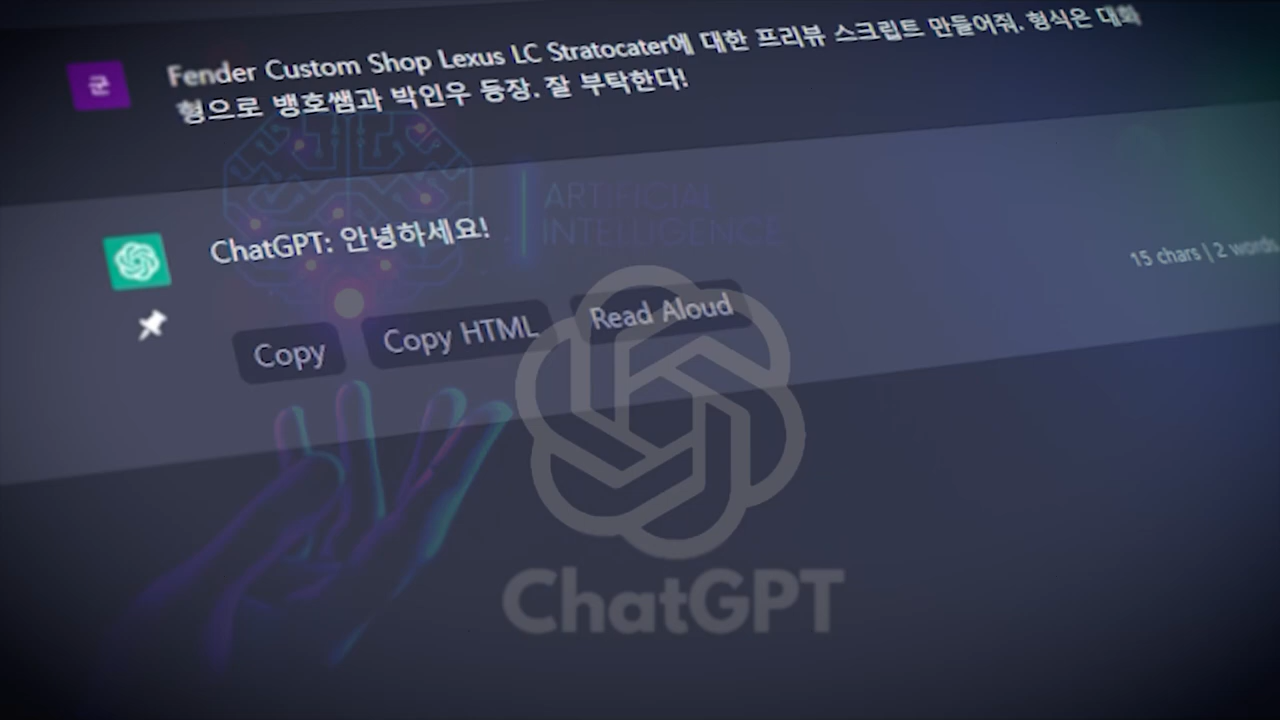 군
Fender Custom Shop Lexus LC Stratocater에 대한 프리뷰 스크립트 만들어줘. 형식은 대화
형으로 뱅호쌤과 박인우 등장. 잘 부탁한다!
ARTIFICIAL
INTELLIGENCE
ChatGPT: 안녕하세요!
15 chars | 2 words
Copy
Copy HTML
Read Aloud
ChatGPT